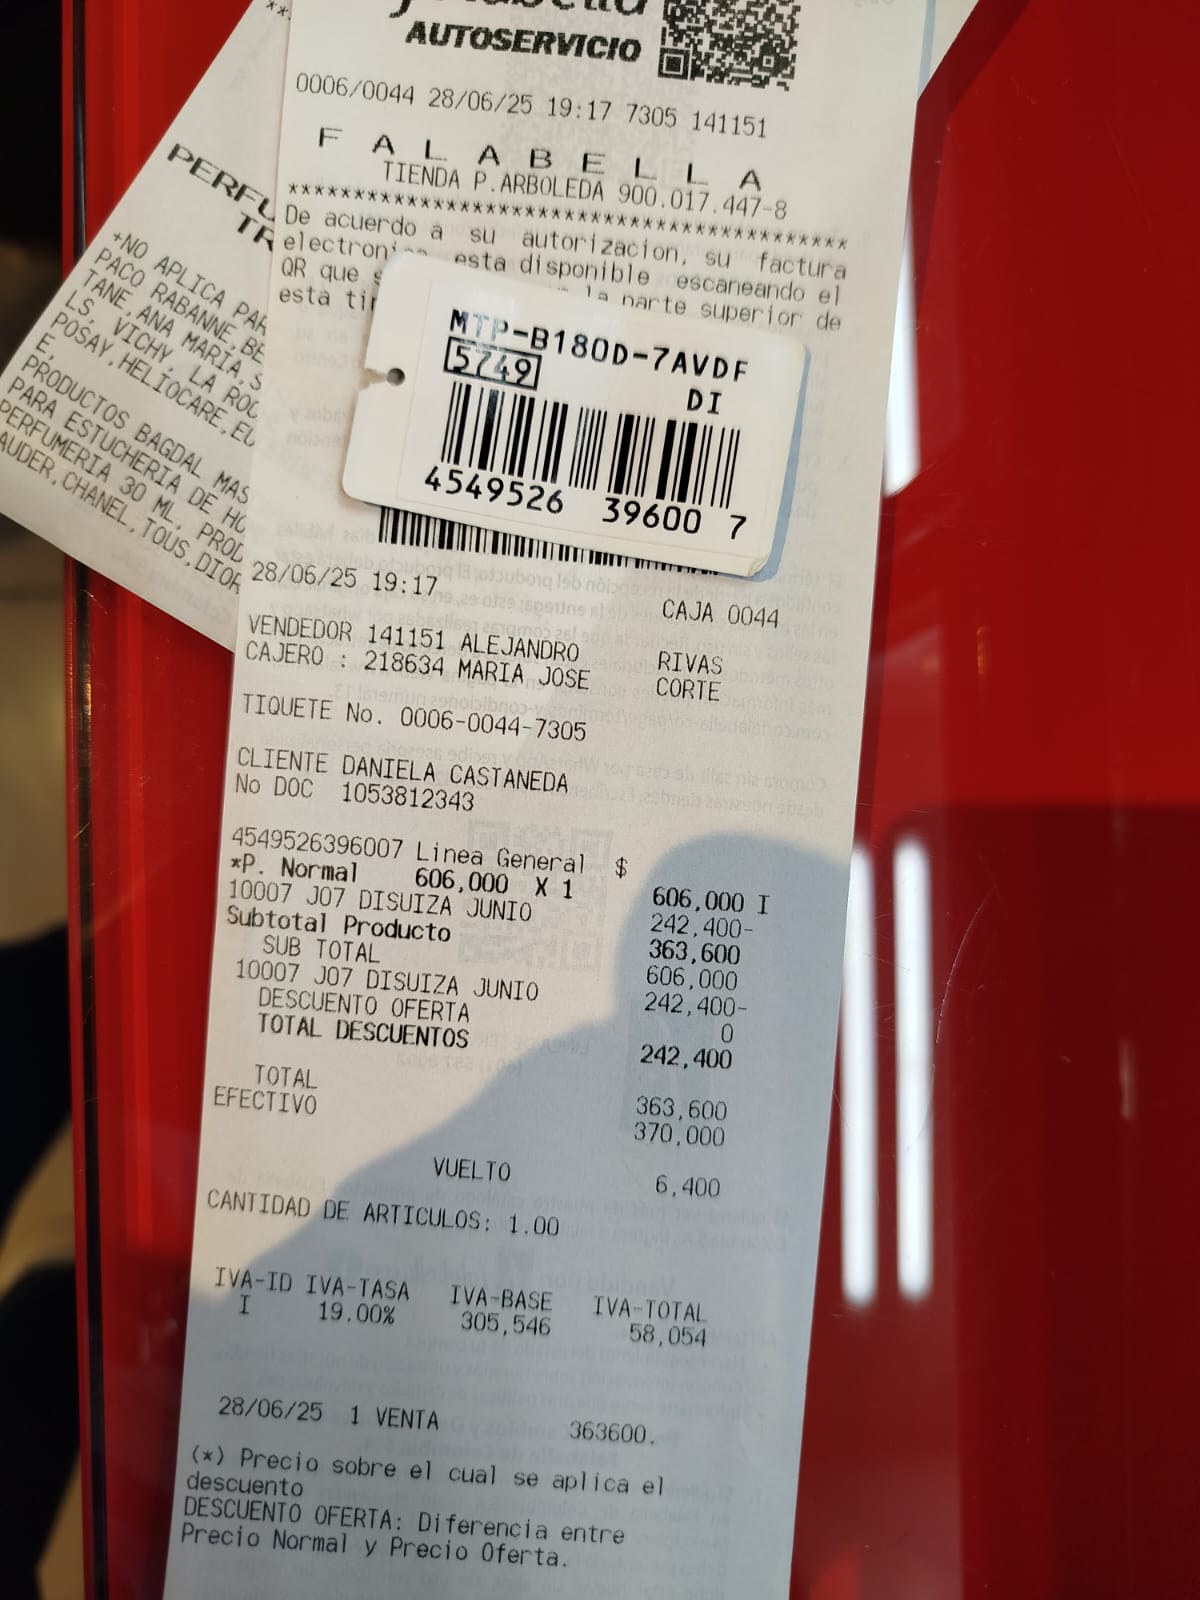 AUTOSERVICIO
0006/0044 28/06/25 19:17 7305 141151
F A L A B E L L A
TIENDA P.ARBOLEDA 900.017.447-8
*******************************************
De acuerdo a su autorizacion, su factura
esta disponible escaneando el
QR que la parte superior de
esta
MTP-B180D-7AVDF
5749
DI
4549526 39600 7
28/06/25 19:17 CAJA 0044
VENDEDOR 141151 ALEJANDRO RIVAS
CAJERO : 218634 MARIA JOSE CORTE
TIQUETE No. 0006-0044-7305
CLIENTE DANIELA CASTANEDA
No DOC 1053812343
4549526396007 Linea General $
*P. Normal 606,000 X 1 606,000 I
10007 J07 DISUIZA JUNIO 242,400-
Subtotal Producto 363,600
SUB TOTAL 606,000
10007 J07 DISUIZA JUNIO 242,400-
DESCUENTO OFERTA 0
TOTAL DESCUENTOS 242,400
TOTAL 363,600
EFECTIVO 370,000
VUELTO 6,400
CANTIDAD DE ARTICULOS: 1.00
IVA-ID IVA-TASA IVA-BASE IVA-TOTAL
I 19.00% 305,546 58,054
28/06/25 1 VENTA 363600.
(*) Precio sobre el cual se aplica el
descuento
DESCUENTO OFERTA: Diferencia entre
Precio Normal y Precio Oferta.
+NO APLICA
PACO RABANNE,
TANE,ANA MARIA,
LS, VICHY, LA
POSAY,HELIOCARE,
E,
PRODUCTOS BAGDAL MAS
PARA ESTUCHERIA DE
PERFUMERIA 30 ML,
AUDER,CHANEL,TOUS,DIOR